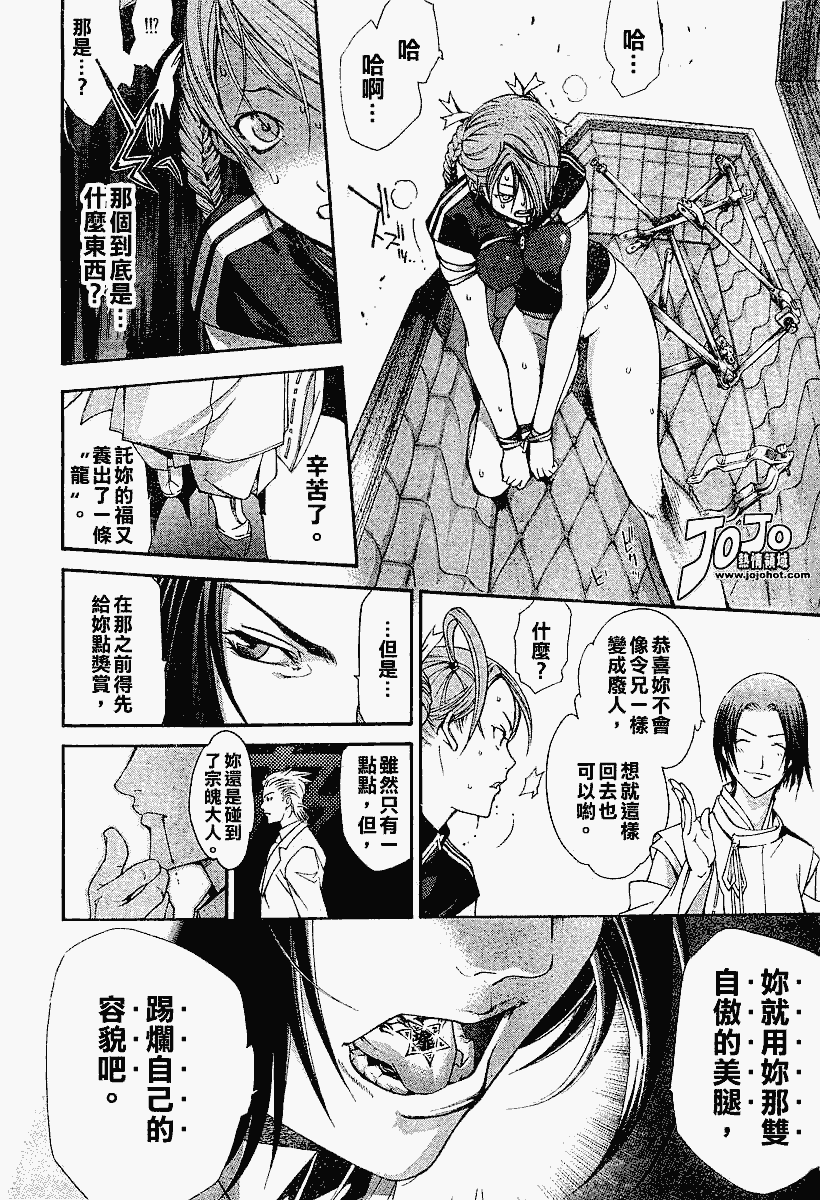 哈…
哈
哈啊…
!!?
那是…?
那個到底是…
什麼東西?
JOJO
熱情領域
www.jojohot.com
辛苦了。
託妳的福又
養出了一條
〝龍〞。
恭喜妳不會
像令兄一樣
變成廢人,
想就這樣
回去也
可以喲。
什麼?
…但是…
在那之前得先
給妳點獎賞,
雖然只有一
點點,但,
妳還是碰到
了宗魄大人。
妳就用妳那雙
自傲的美腿,
踢爛自己的
容貌吧。